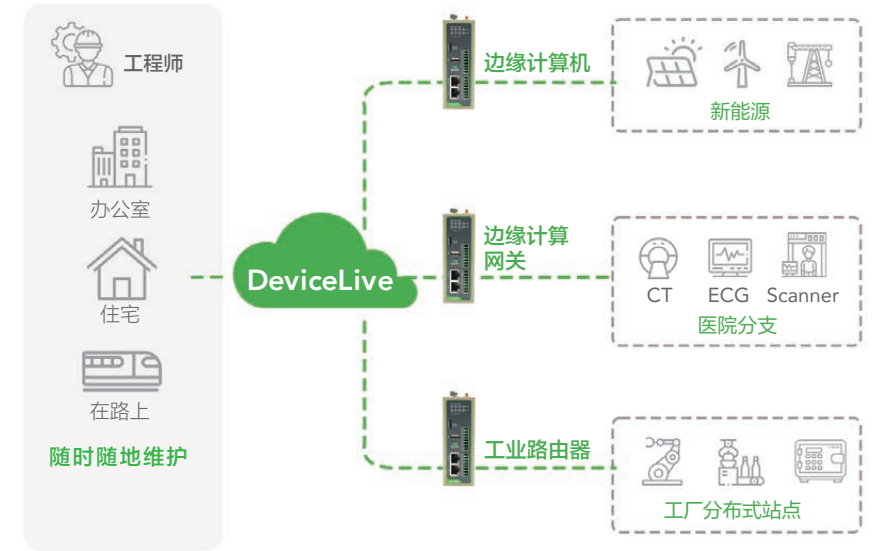 工程师
办公室
住宅
在路上
随时随地维护
DeviceLive
边缘计算机
新能源
边缘计算
网关
CT ECG Scanner
医院分支
工业路由器
工厂分布式站点